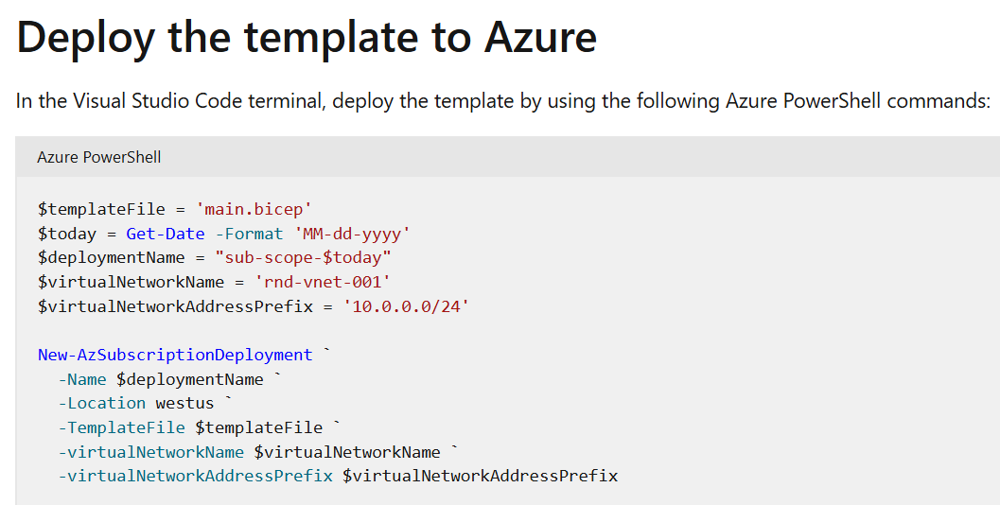 Deploy the template to Azure
In the Visual Studio Code terminal, deploy the template by using the following Azure PowerShell commands:
Azure PowerShell
$templateFile = 'main.bicep'
$today = Get-Date -Format 'MM-dd-yyyy'
$deploymentName = "sub-scope-$today"
$virtualNetworkName = 'rnd-vnet-001'
$virtualNetworkAddressPrefix = '10.0.0.0/24'
New-AzSubscriptionDeployment `
-Name $deploymentName `
-Location westus `
-TemplateFile $templateFile `
-virtualNetworkName $virtualNetworkName `
-virtualNetworkAddressPrefix $virtualNetworkAddressPrefix